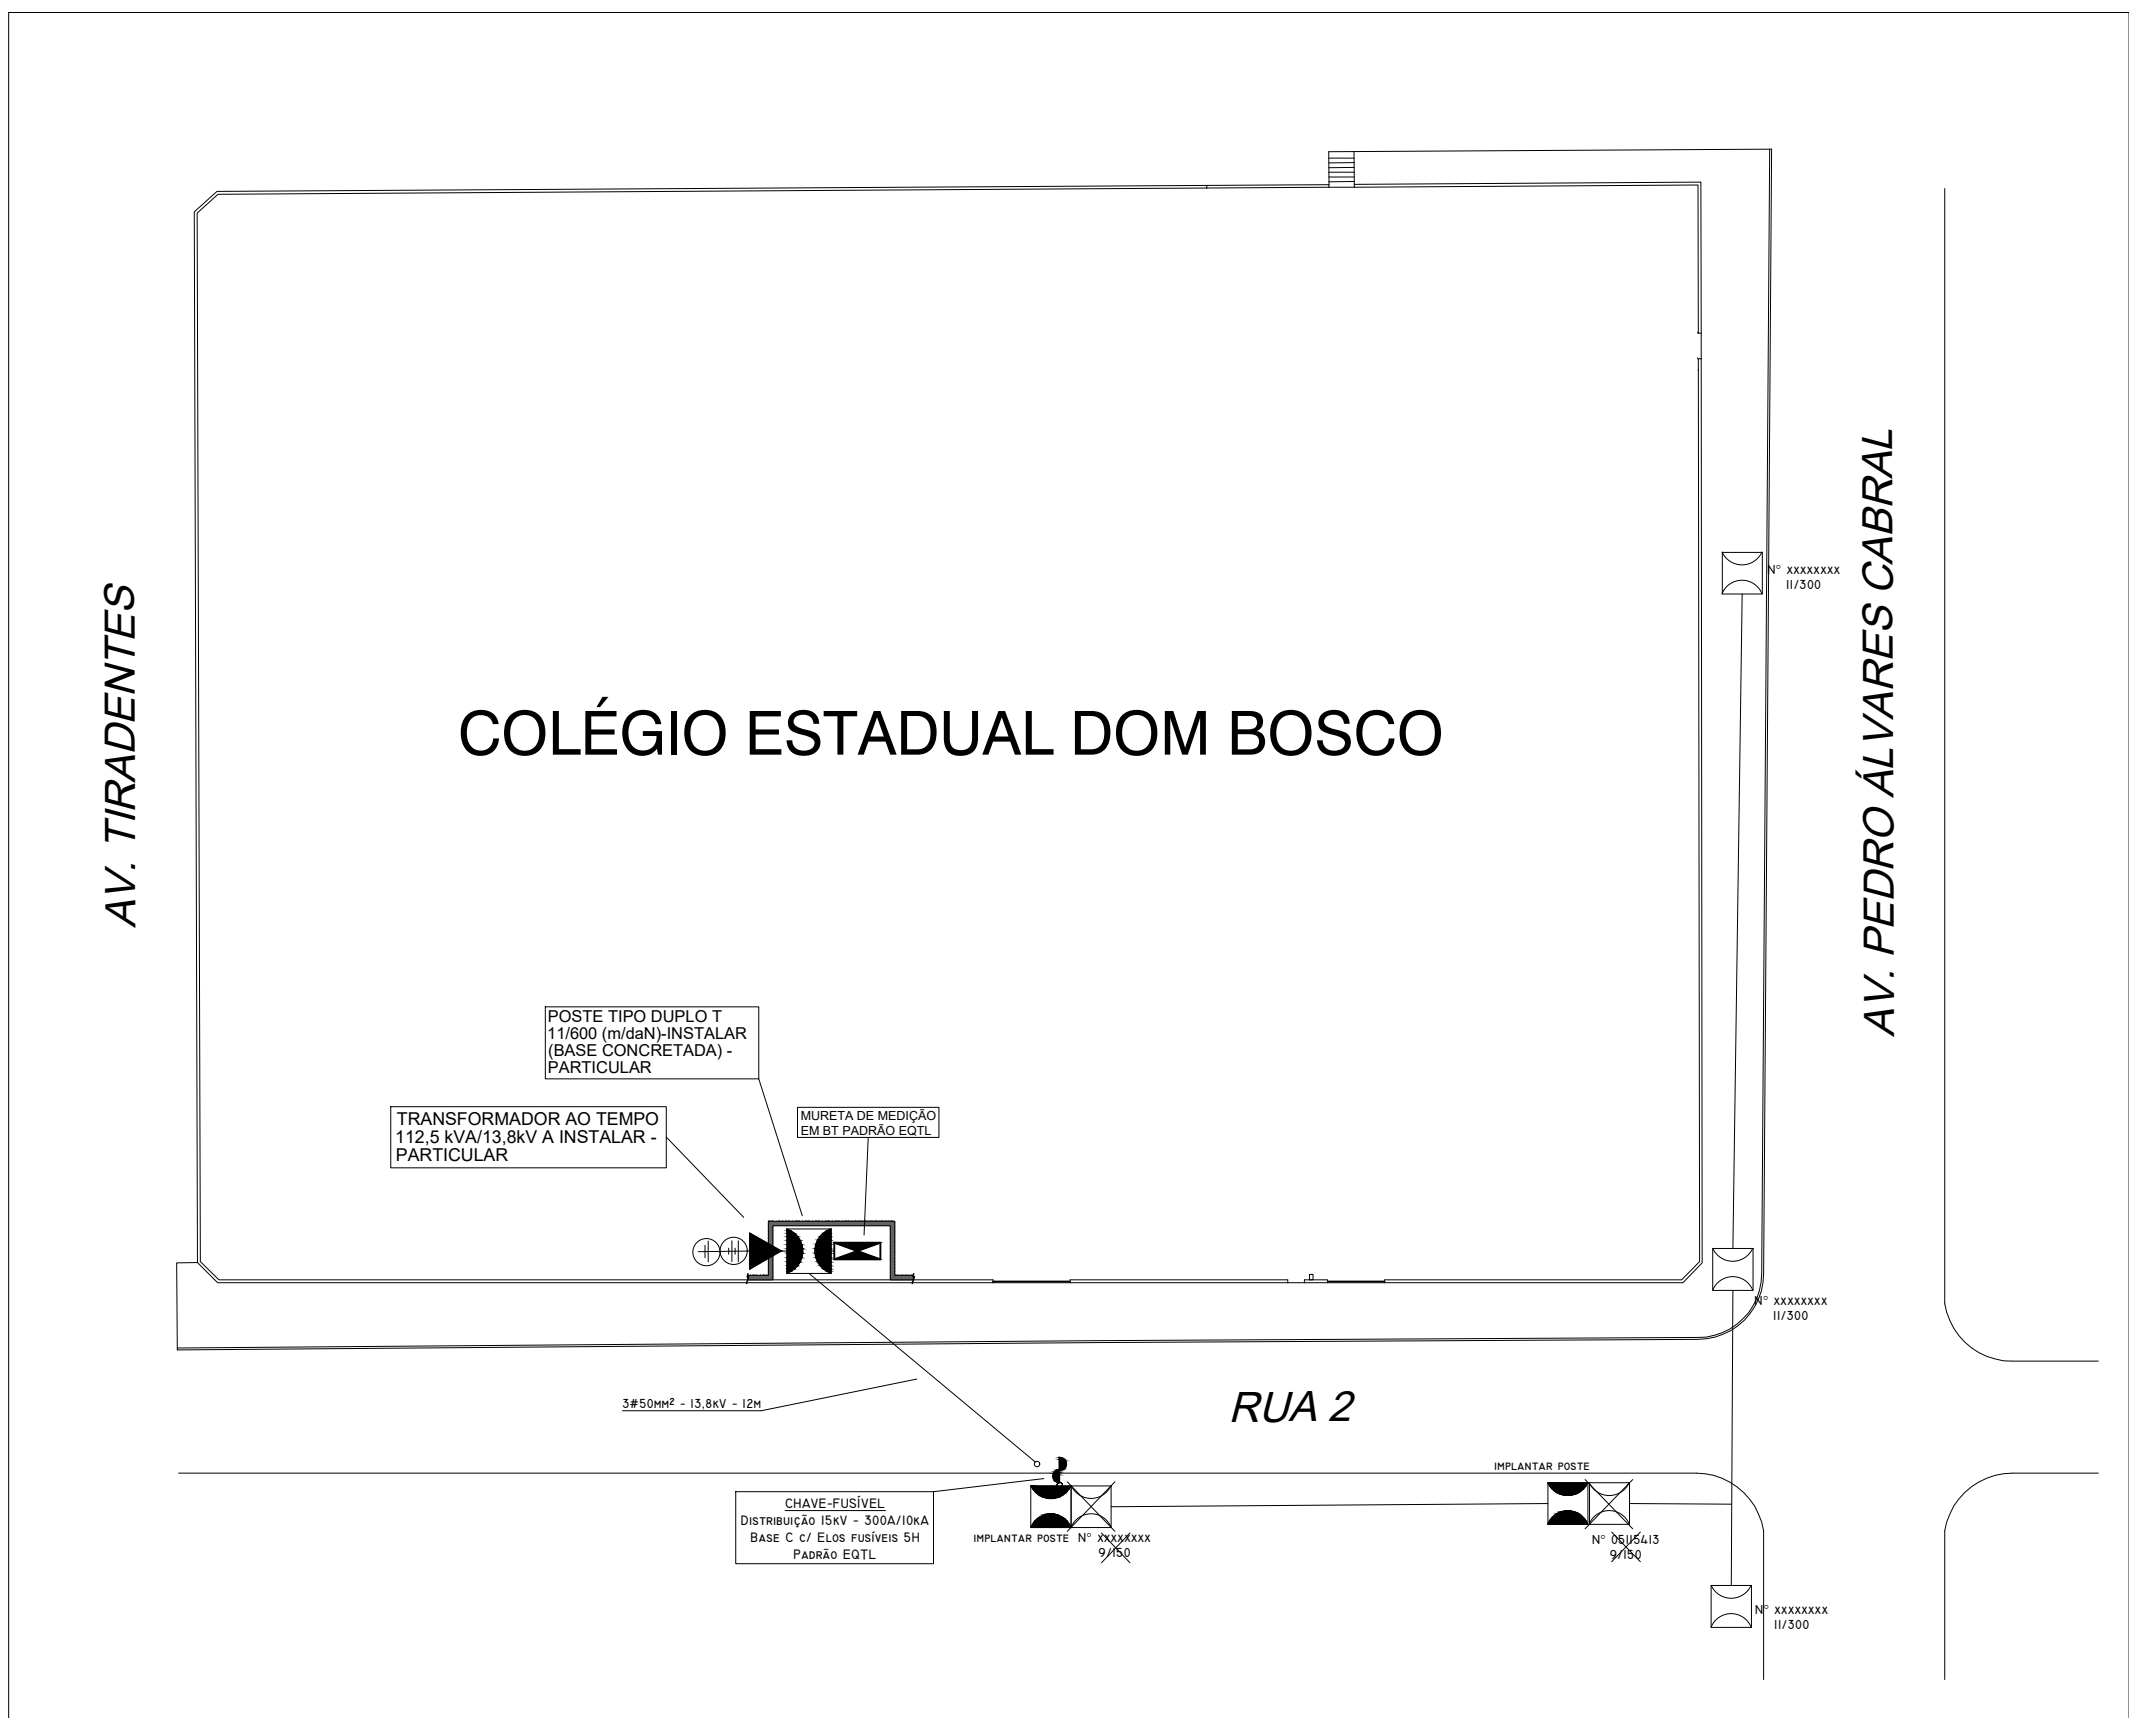 N° XXXXXXXX
11/300
AV. TIRADENTES
AV. PEDRO ÁLVARES CABRAL
COLÉGIO ESTADUAL DOM BOSCO
POSTE TIPO DUPLO T
11/600 (m/daN)-INSTALAR
(BASE CONCRETADA) -
PARTICULAR
TRANSFORMADOR AO TEMPO
112,5 kVA/13,8kV A INSTALAR -
PARTICULAR
MURETA DE MEDIÇÃO
EM BT PADRÃO EQTL
N° XXXXXXXX
11/300
3#50MM² - 13,8KV - 12M
RUA 2
IMPLANTAR POSTE
CHAVE-FUSÍVEL
DISTRIBUIÇÃO 15KV - 300A/10KA
BASE C C/ ELOS FUSÍVEIS 5H
PADRÃO EQTL
IMPLANTAR POSTE N° XXXXXXXX
9/150
N° 05115413
9/150
N° XXXXXXXX
11/300